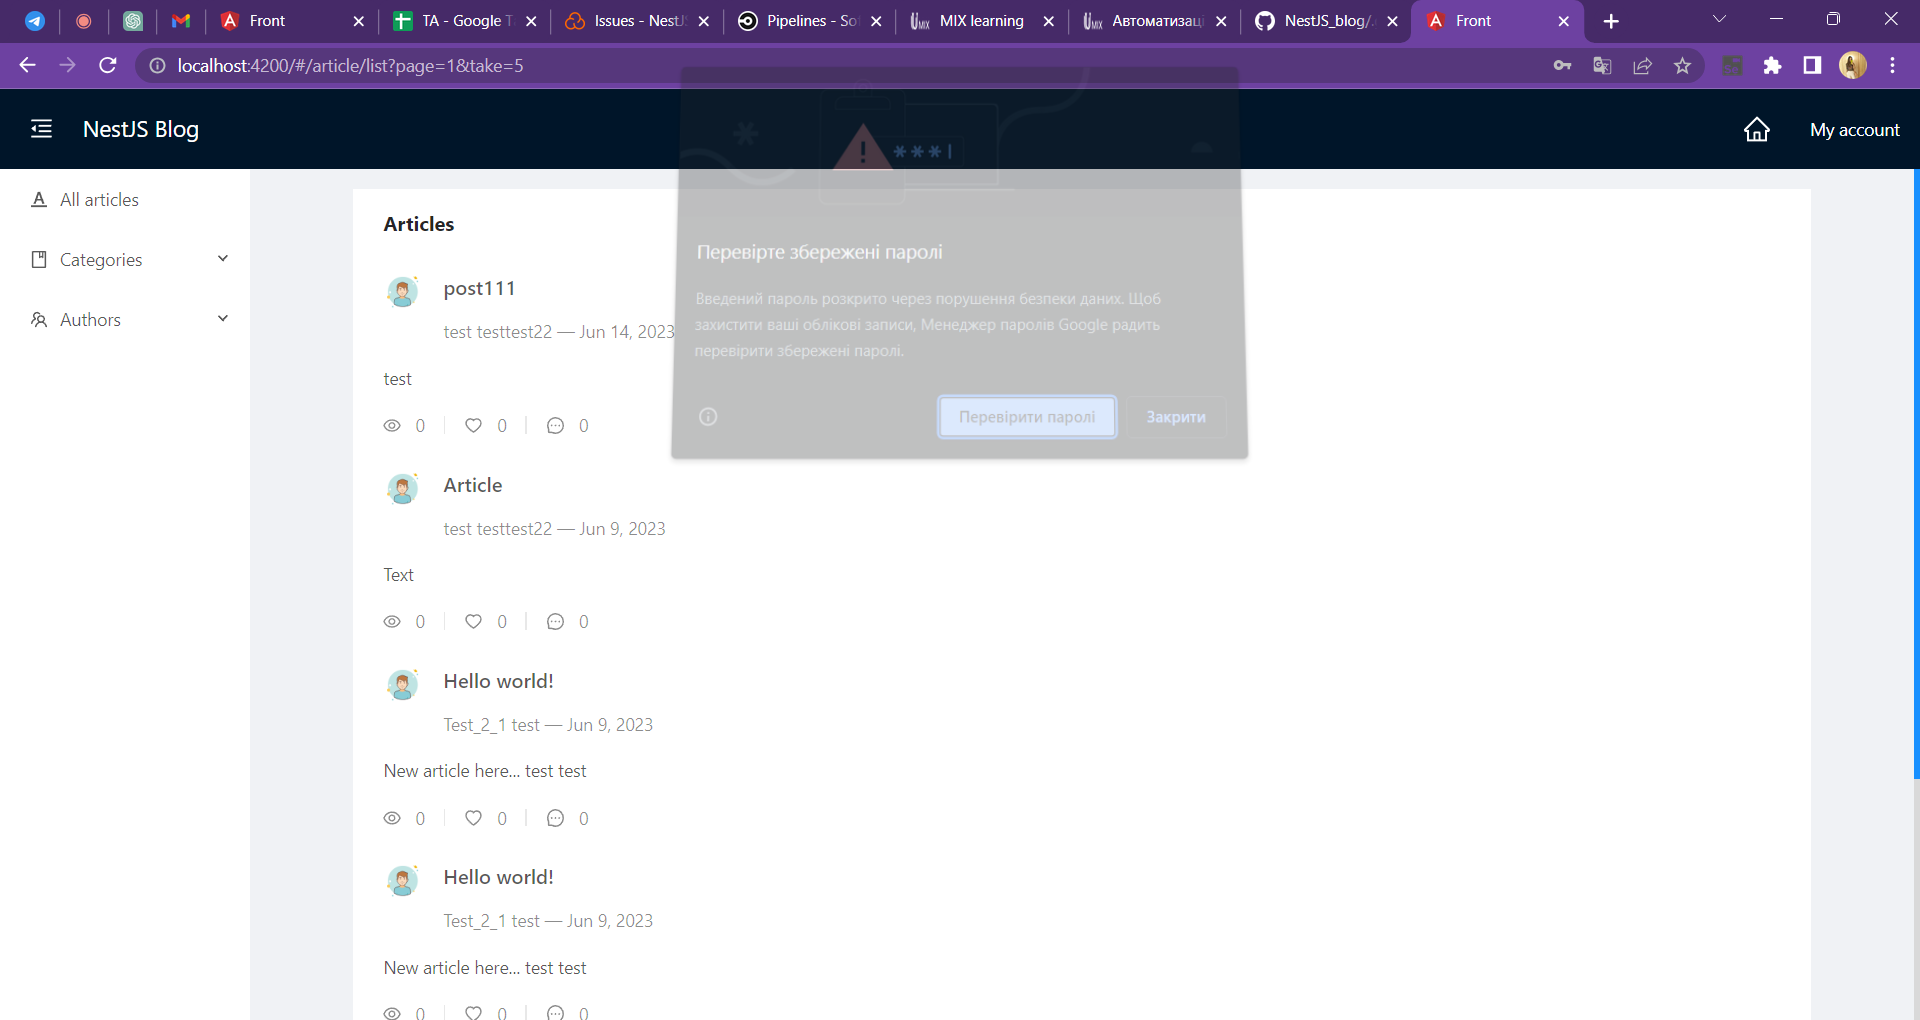 Front
TA - Google T
Issues - NestJS
Pipelines - So
MIX learning
Автоматизаці
NestJS_blog/.
Front
localhost:4200/#/article/list?page=1&take=5
NestJS Blog
My account
All articles
Categories
Authors
Articles
post111
test testtest22 — Jun 14, 2023
test
0 0 0
Article
test testtest22 — Jun 9, 2023
Text
0 0 0
Hello world!
Test_2_1 test — Jun 9, 2023
New article here... test test
0 0 0
Hello world!
Test_2_1 test — Jun 9, 2023
New article here... test test
0 0 0
***|
Перевірте збережені паролі
Введений пароль розкрито через порушення безпеки даних. Щоб
захистити ваші облікові записи, Менеджер паролів Google радить
перевірити збережені паролі.
Перевірити паролі
Закрити